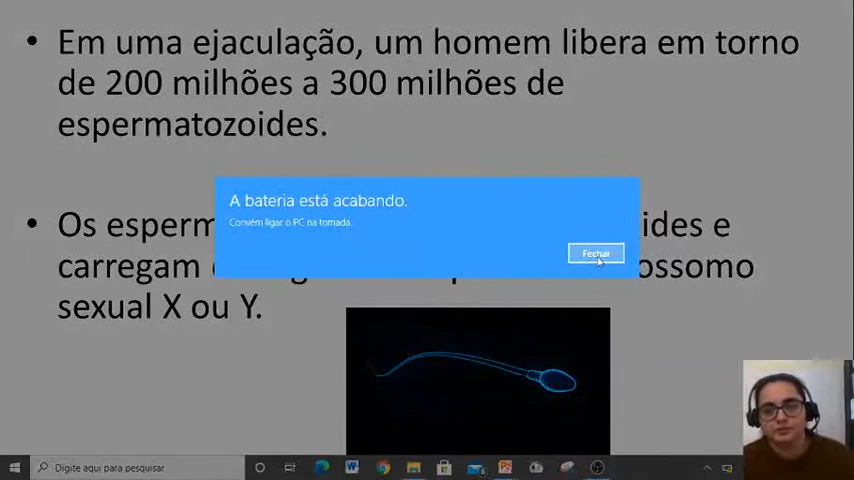 • Em uma ejaculação, um homem libera em torno
de 200 milhões a 300 milhões de
espermatozoides.
A bateria está acabando.
Convém ligar o PC na tomada.
Fechar
• Os esperm ides e
carregam ossomo
sexual X ou Y.
Digite aqui para pesquisar